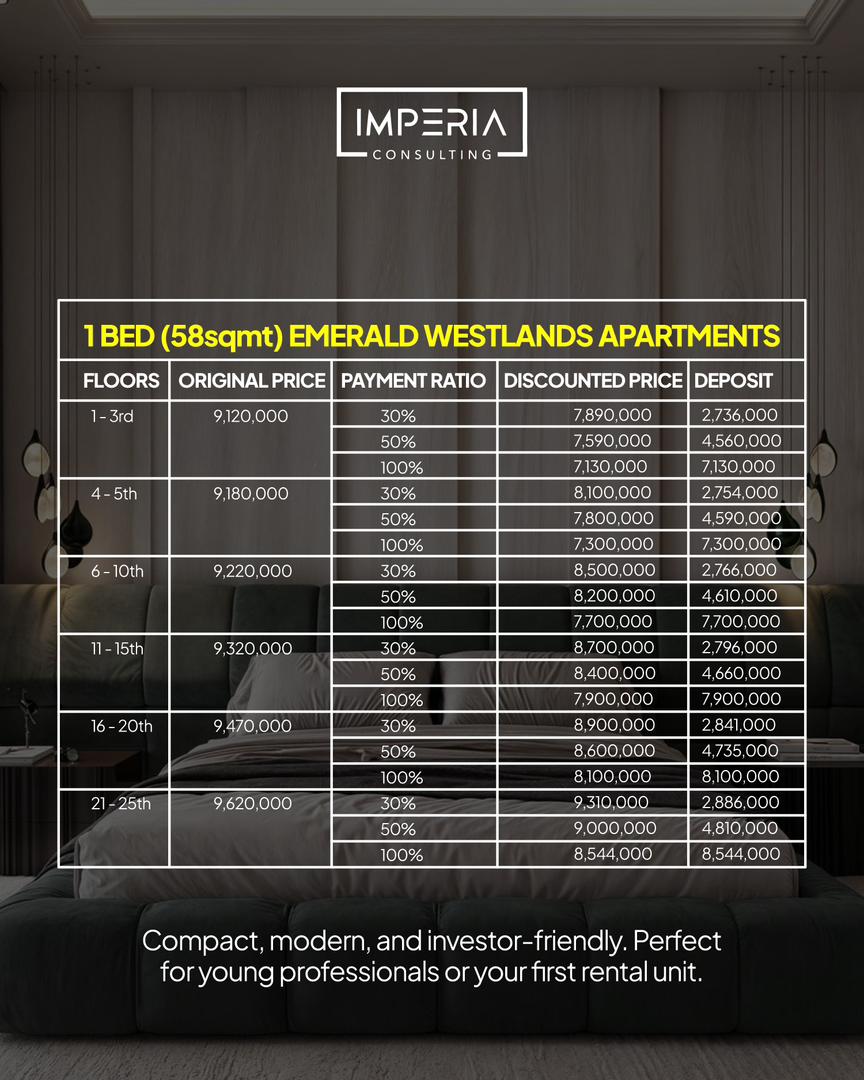 IMPERIA
CONSULTING
1 BED (58sqmt) EMERALD WESTLANDS APARTMENTS
FLOORS ORIGINAL PRICE PAYMENT RATIO DISCOUNTED PRICE DEPOSIT
1 - 3rd 9,120,000 30% 7,890,000 2,736,000
50% 7,590,000 4,560,000
100% 7,130,000 7,130,000
4 - 5th 9,180,000 30% 8,100,000 2,754,000
50% 7,800,000 4,590,000
100% 7,300,000 7,300,000
6 - 10th 9,220,000 30% 8,500,000 2,766,000
50% 8,200,000 4,610,000
100% 7,700,000 7,700,000
11 - 15th 9,320,000 30% 8,700,000 2,796,000
50% 8,400,000 4,660,000
100% 7,900,000 7,900,000
16 - 20th 9,470,000 30% 8,900,000 2,841,000
50% 8,600,000 4,735,000
100% 8,100,000 8,100,000
21 - 25th 9,620,000 30% 9,310,000 2,886,000
50% 9,000,000 4,810,000
100% 8,544,000 8,544,000
Compact, modern, and investor-friendly. Perfect
for young professionals or your first rental unit.